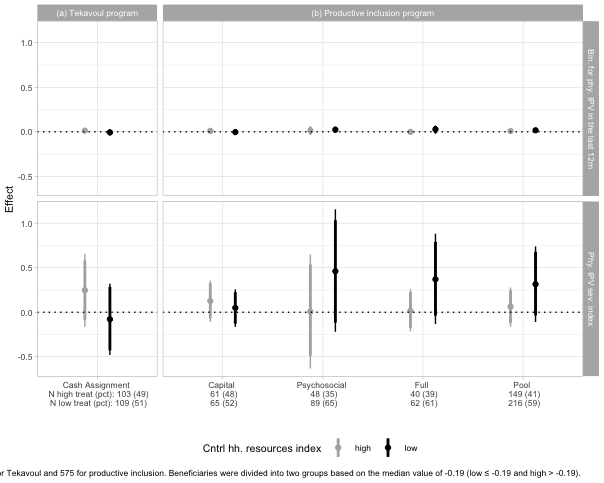 (a) Tekavoul program
(b) Productive inclusion program
1.0
0.5
0.0
-0.5
Bin. for phy. IPV in the last 12m
Effect
1.0
0.5
0.0
-0.5
Phy. IPV sev. index
Cash Assignment
N high treat (pct): 103 (49)
N low treat (pct): 109 (51)
Capital
61 (48)
65 (52)
Psychosocial
48 (35)
89 (65)
Full
40 (39)
62 (61)
Pool
149 (41)
216 (59)
Cntrl hh. resources index
high
low
or Tekavoul and 575 for productive inclusion. Beneficiaries were divided into two groups based on the median value of -0.19 (low ≤ -0.19 and high > -0.19).